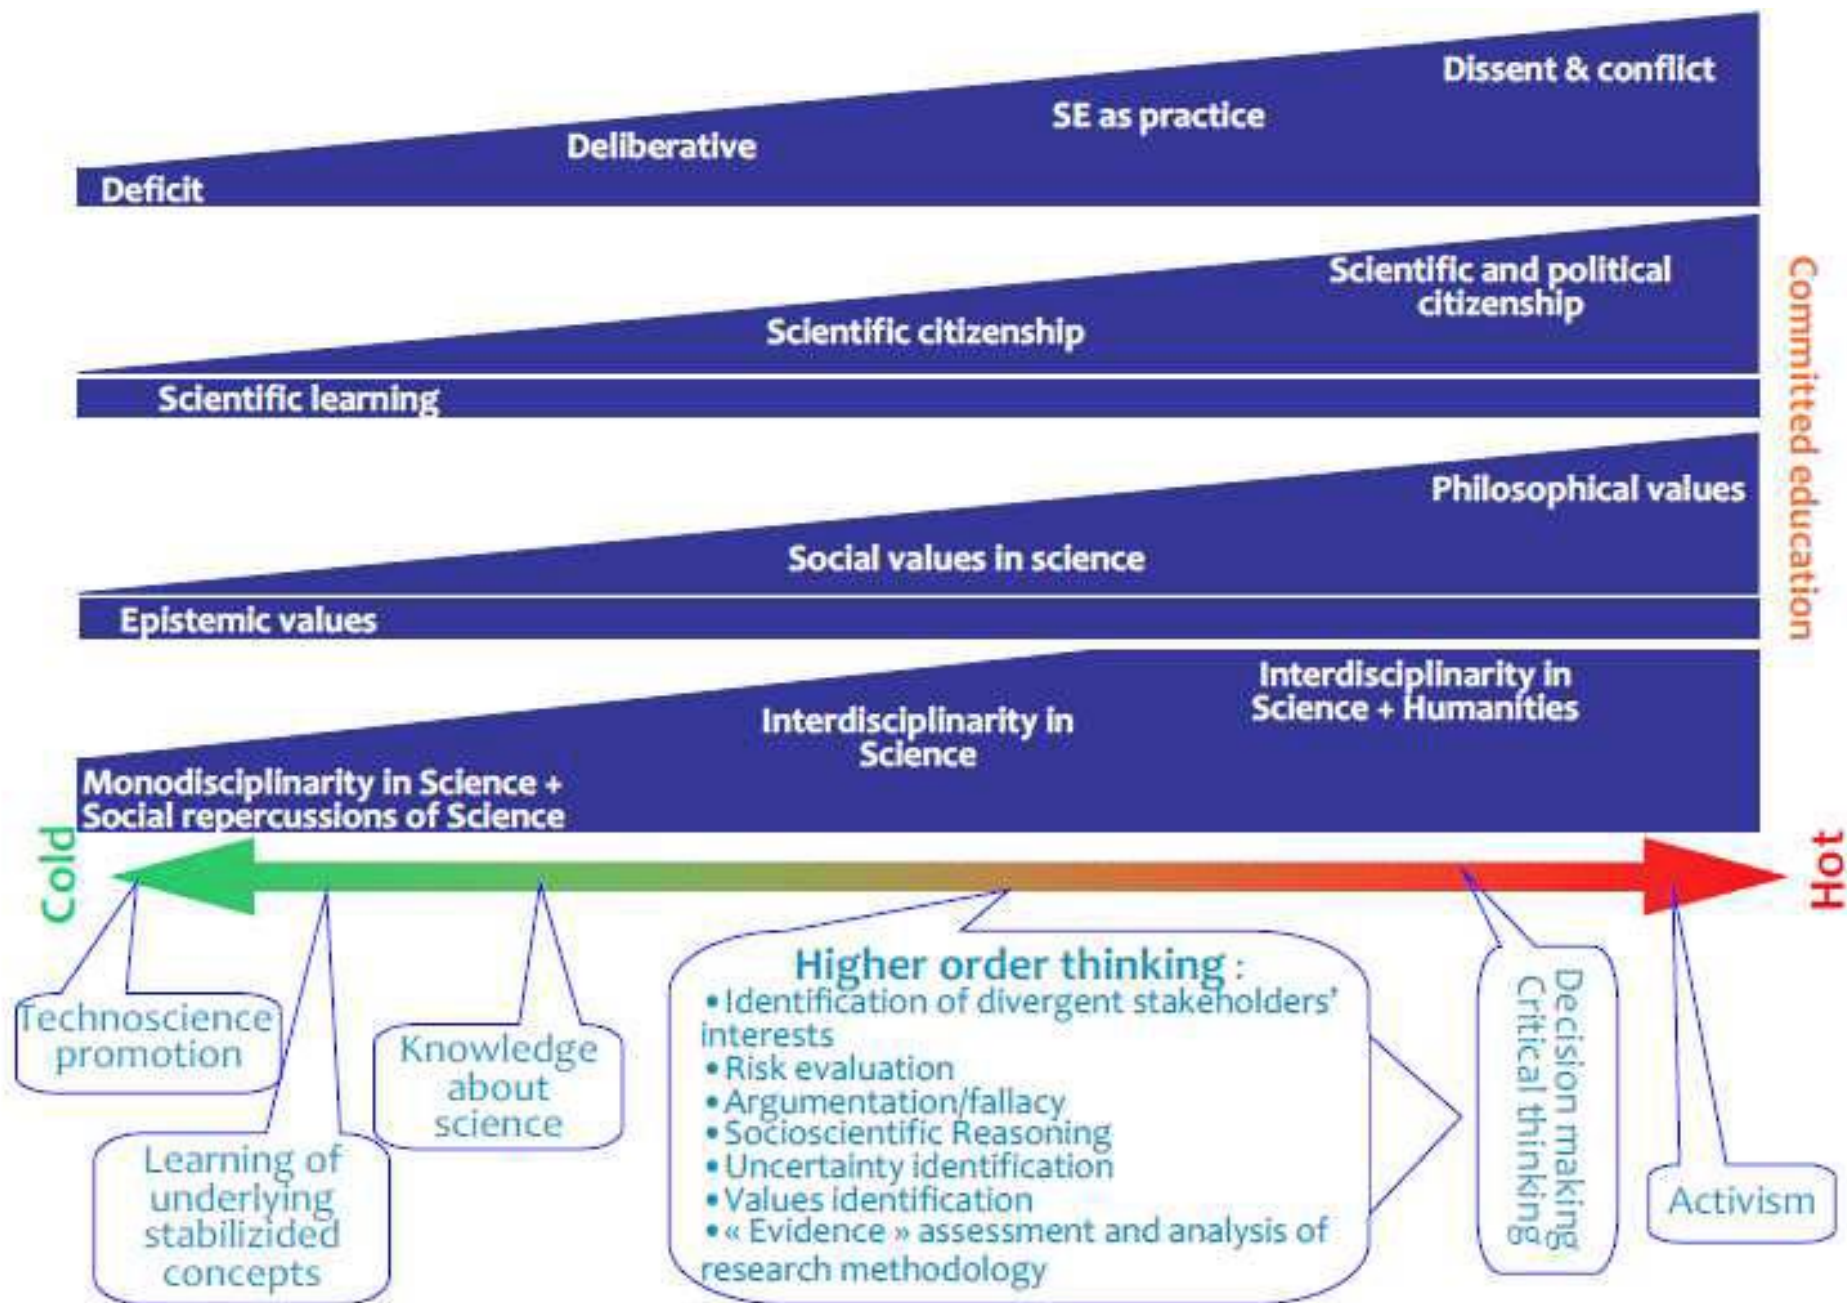 Dissent & conflict
SE as practice
Deliberative
Deficit
Scientific and political
citizenship
Scientific citizenship
Scientific learning
Philosophical values
Social values in science
Epistemic values
Committed education
Interdisciplinarity in
Science + Humanities
Interdisciplinarity in
Science
Monodisciplinarity in Science +
Social repercussions of Science
Cold
Hot
Technoscience
promotion
Learning of
underlying
stabilizided
concepts
Knowledge
about
science
Higher order thinking :
•Identification of divergent stakeholders'
interests
•Risk evaluation
•Argumentation/fallacy
•Socioscientific Reasoning
•Uncertainty identification
•Values identification
•« Evidence » assessment and analysis of
research methodology
Decision making
Critical thinking
Activism